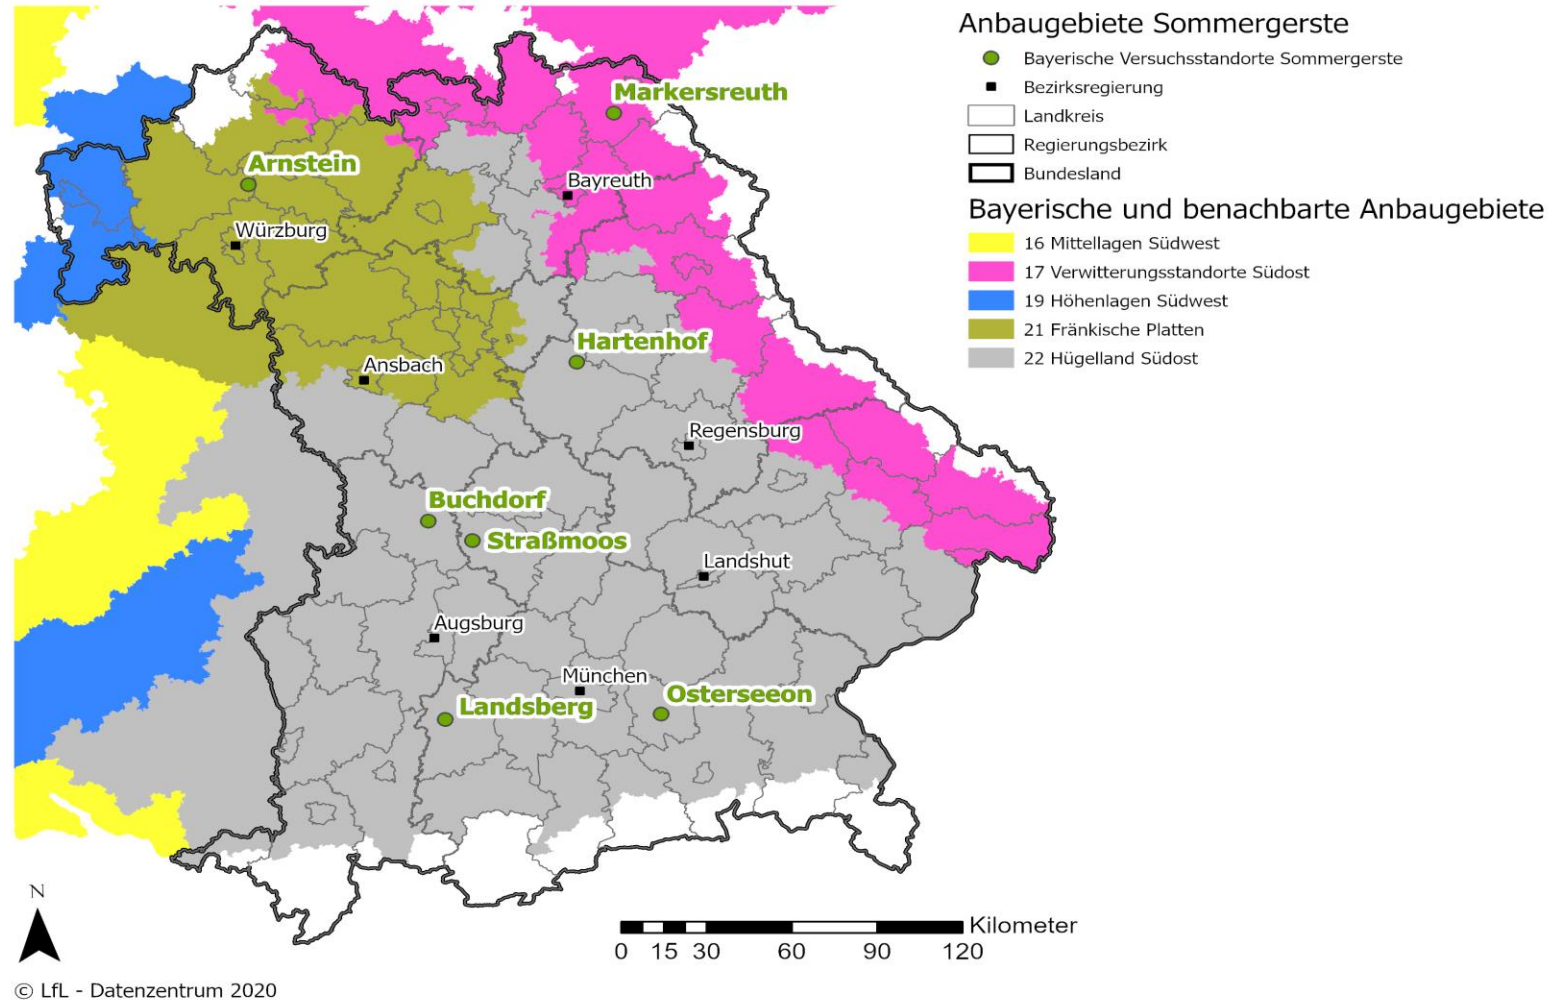 Anbaugebiete Sommergerste
Bayerische Versuchsstandorte Sommergerste
Bezirksregierung
Landkreis
Regierungsbezirk
Bundesland
Bayerische und benachbarte Anbaugebiete
16 Mittellagen Südwest
17 Verwitterungsstandorte Südost
19 Höhenlagen Südwest
21 Fränkische Platten
22 Hügelland Südost
Markersreuth
Arnstein
Bayreuth
Würzburg
Hartenhof
Ansbach
Regensburg
Buchdorf
Straßmoos
Landshut
Augsburg
München
Osterseeon
Landsberg
N
Kilometer
0 15 30 60 90 120
© LfL - Datenzentrum 2020